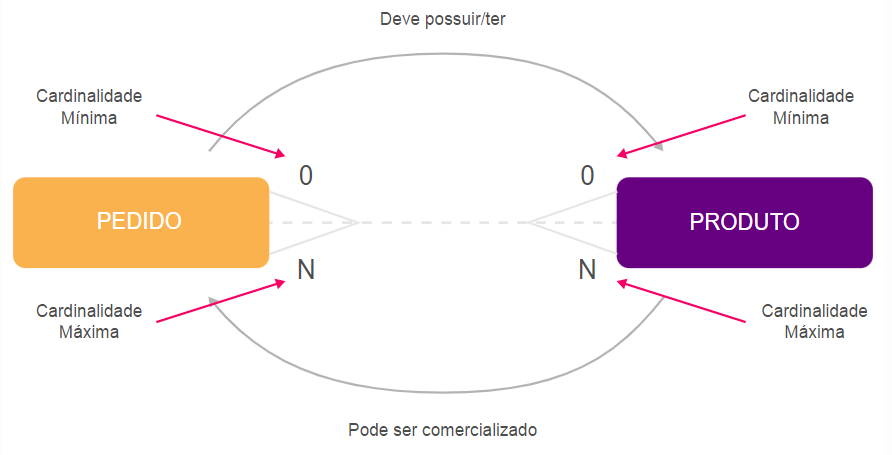 Deve possuir/ter
Cardinalidade
Mínima
Cardinalidade
Mínima
0
0
PEDIDO
PRODUTO
N
N
Cardinalidade
Máxima
Cardinalidade
Máxima
Pode ser comercializado